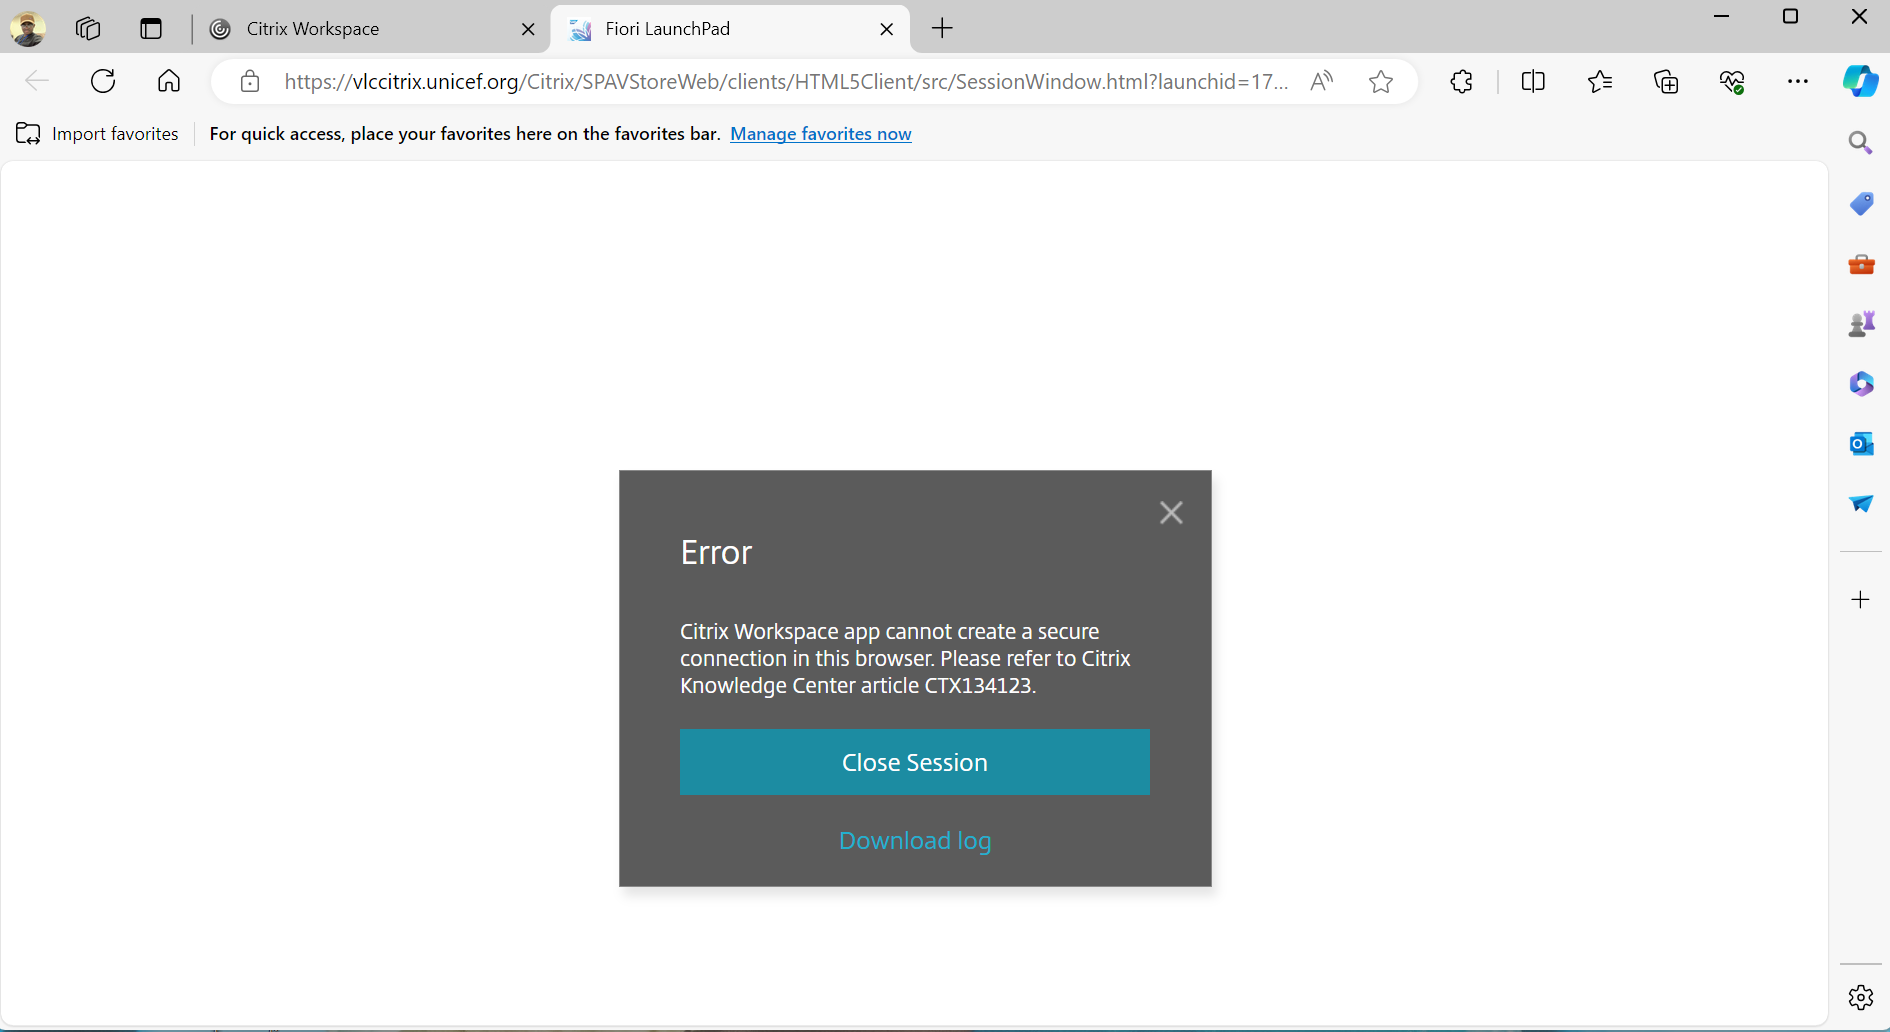 Citrix Workspace
Fiori LaunchPad
https://vlccitrix.unicef.org/Citrix/SPAVStoreWeb/clients/HTML5Client/src/SessionWindow.html?launchid=17...
Import favorites
For quick access, place your favorites here on the favorites bar. Manage favorites now
Error
Citrix Workspace app cannot create a secure
connection in this browser. Please refer to Citrix
Knowledge Center article CTX134123.
Close Session
Download log